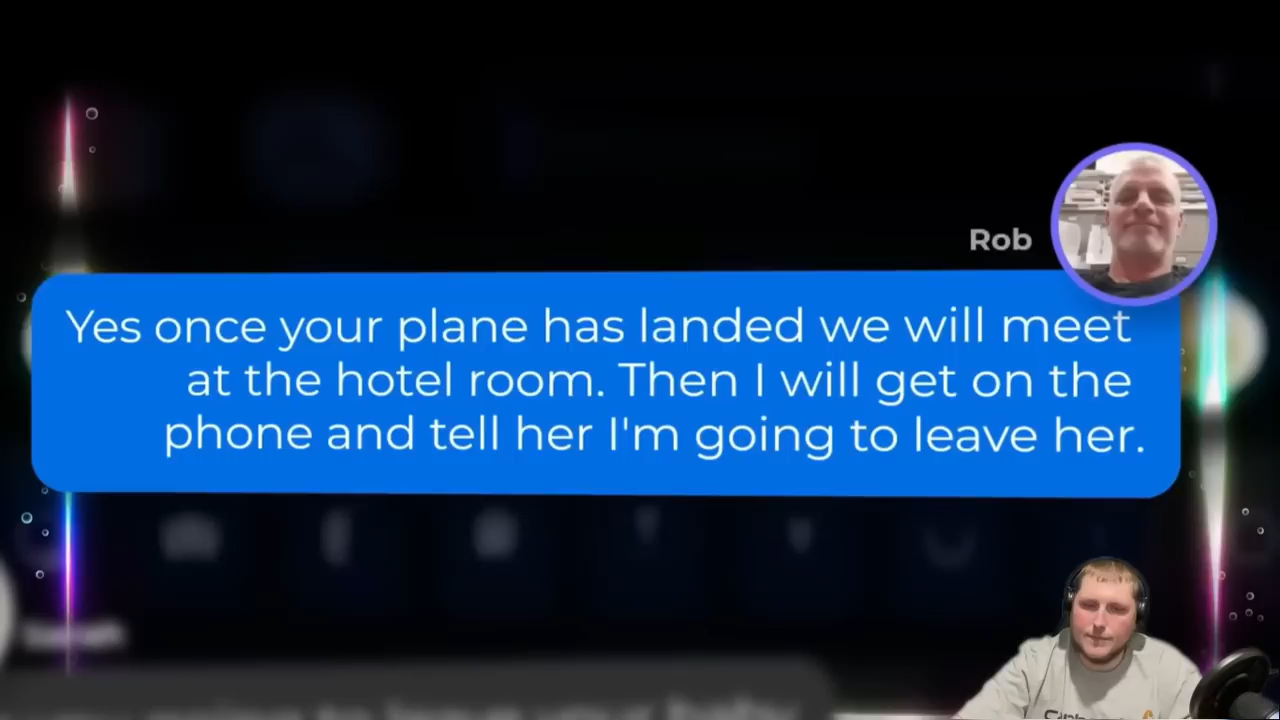 Rob
Yes once your plane has landed we will meet
at the hotel room. Then I will get on the
phone and tell her I'm going to leave her.